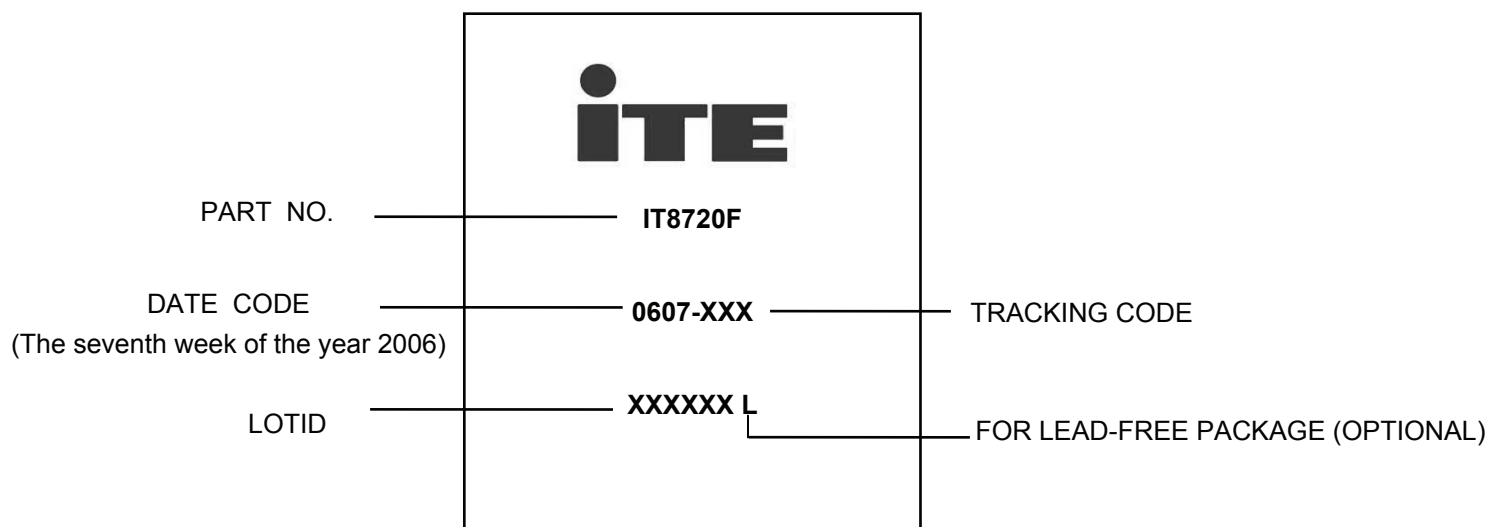 iTE
PART NO. IT8720F
DATE CODE 0607-XXX TRACKING CODE
(The seventh week of the year 2006)
LOTID XXXXXX L
FOR LEAD-FREE PACKAGE (OPTIONAL)